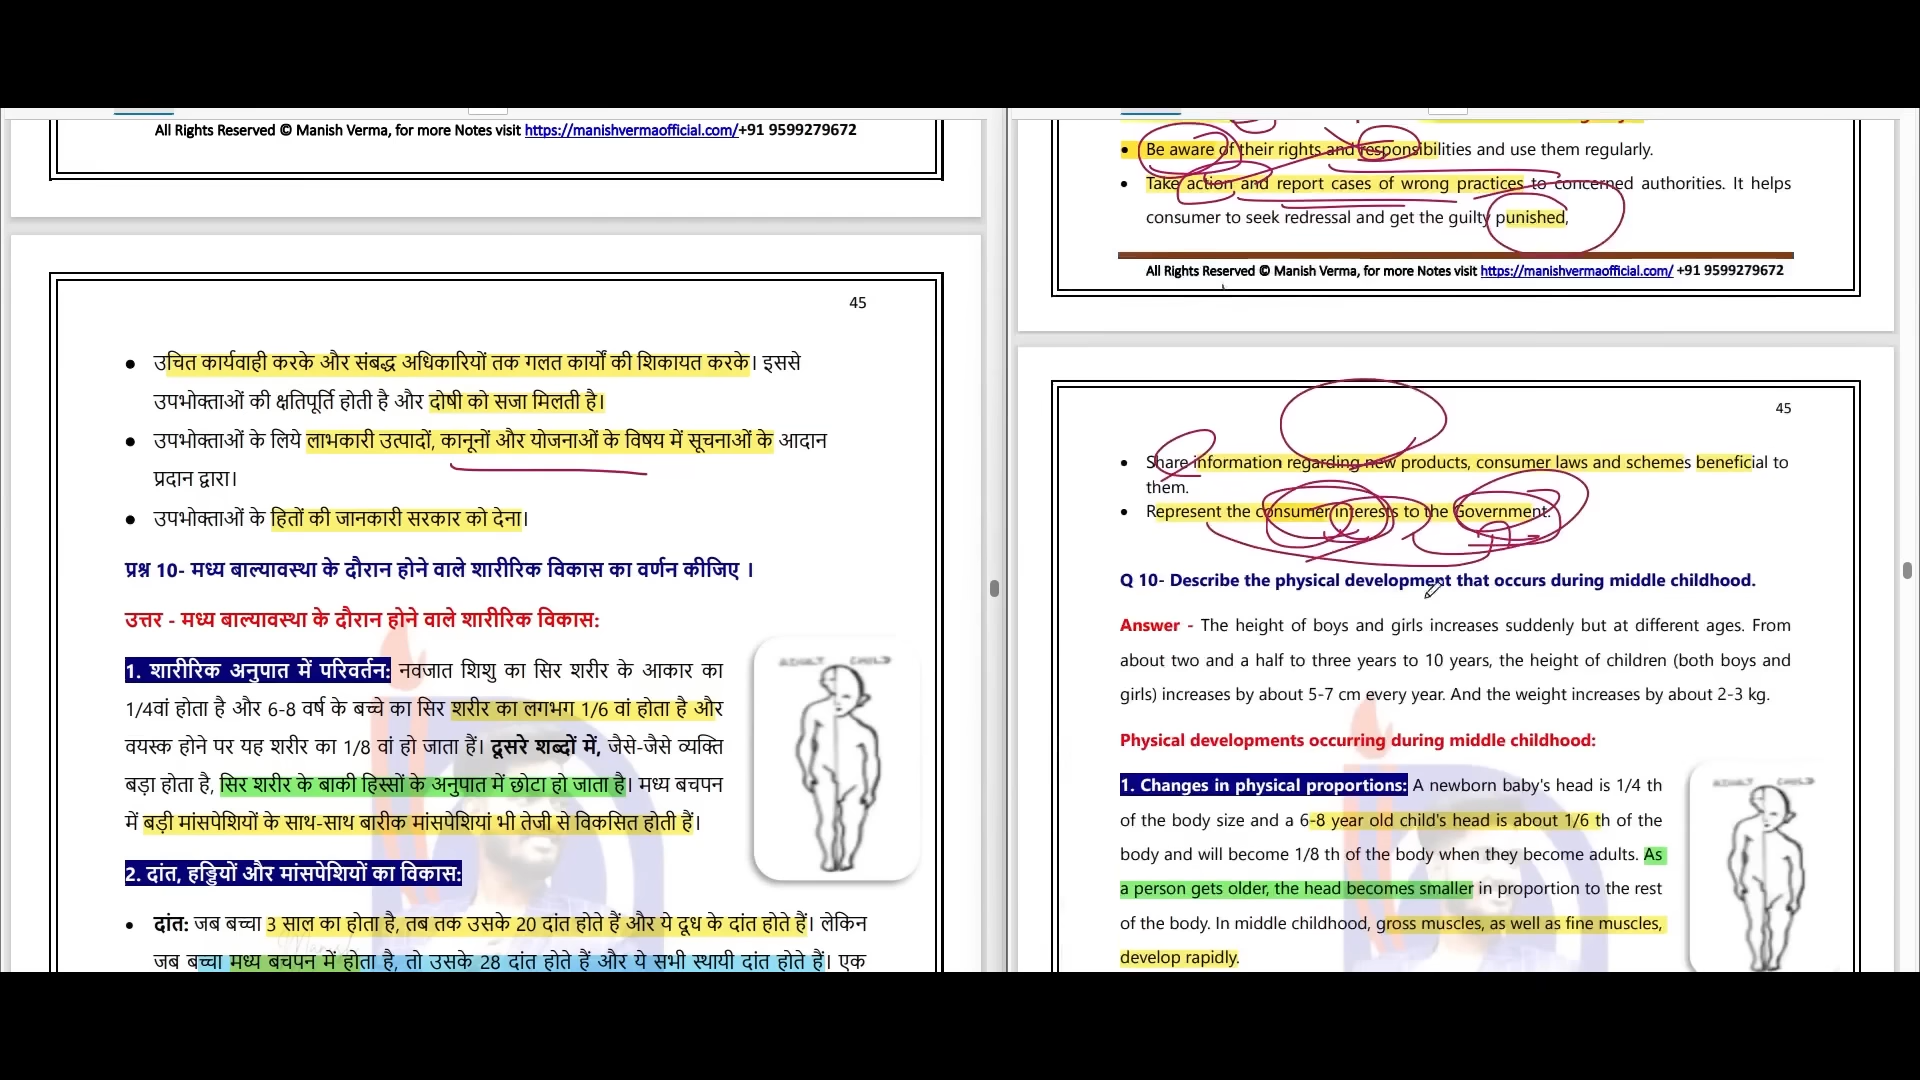 All Rights Reserved © Manish Verma, for more Notes visit https://manishvermaofficial.com/+91 9599279672
45
● उचित कार्यवाही करके और संबद्ध अधिकारियों तक गलत कार्यों की शिकायत करके। इससे
उपभोक्ताओं की क्षतिपूर्ति होती है और दोषी को सजा मिलती है।
● उपभोक्ताओं के लिये लाभकारी उत्पादों, कानूनों और योजनाओं के विषय में सूचनाओं के आदान
प्रदान द्वारा।
● उपभोक्ताओं के हितों की जानकारी सरकार को देना।
प्रश्न 10- मध्य बाल्यावस्था के दौरान होने वाले शारीरिक विकास का वर्णन कीजिए ।
उत्तर - मध्य बाल्यावस्था के दौरान होने वाले शारीरिक विकास:
1. शारीरिक अनुपात में परिवर्तन: नवजात शिशु का सिर शरीर के आकार का
1/4वां होता है और 6-8 वर्ष के बच्चे का सिर शरीर का लगभग 1/6 वां होता है और
वयस्क होने पर यह शरीर का 1/8 वां हो जाता हैं। दूसरे शब्दों में, जैसे-जैसे व्यक्ति
बड़ा होता है, सिर शरीर के बाकी हिस्सों के अनुपात में छोटा हो जाता है। मध्य बचपन
में बड़ी मांसपेशियों के साथ-साथ बारीक मांसपेशियां भी तेजी से विकसित होती हैं।
ADULT CHILD
2. दांत, हड्डियों और मांसपेशियों का विकास:
• दांत: जब बच्चा 3 साल का होता है, तब तक उसके 20 दांत होते हैं और ये दूध के दांत होते हैं। लेकिन
जब बच्चा मध्य बचपन में होता है, तो उसके 28 दांत होते हैं और ये सभी स्थायी दांत होते हैं। एक
• Be aware of their rights and responsibilities and use them regularly.
• Take action and report cases of wrong practices to concerned authorities. It helps
consumer to seek redressal and get the guilty punished,
All Rights Reserved © Manish Verma, for more Notes visit https://manishvermaofficial.com/ +91 9599279672
45
• Share information regarding new products, consumer laws and schemes beneficial to
them.
• Represent the consumer interests to the Government.
Q 10- Describe the physical development that occurs during middle childhood.
Answer - The height of boys and girls increases suddenly but at different ages. From
about two and a half to three years to 10 years, the height of children (both boys and
girls) increases by about 5-7 cm every year. And the weight increases by about 2-3 kg.
Physical developments occurring during middle childhood:
1. Changes in physical proportions: A newborn baby's head is 1/4 th
of the body size and a 6-8 year old child's head is about 1/6 th of the
body and will become 1/8 th of the body when they become adults. As
a person gets older, the head becomes smaller in proportion to the rest
of the body. In middle childhood, gross muscles, as well as fine muscles,
develop rapidly.
ADULT CHILD